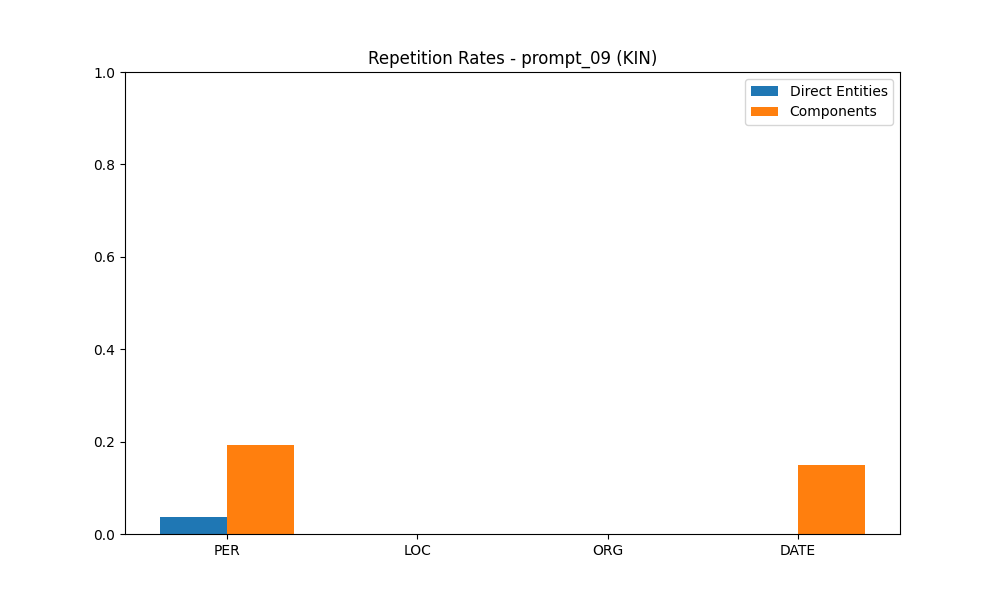 Repetition Rates - prompt_09 (KIN)
Direct Entities
Components
1.0
0.8
0.6
0.4
0.2
0.0
PER LOC ORG DATE